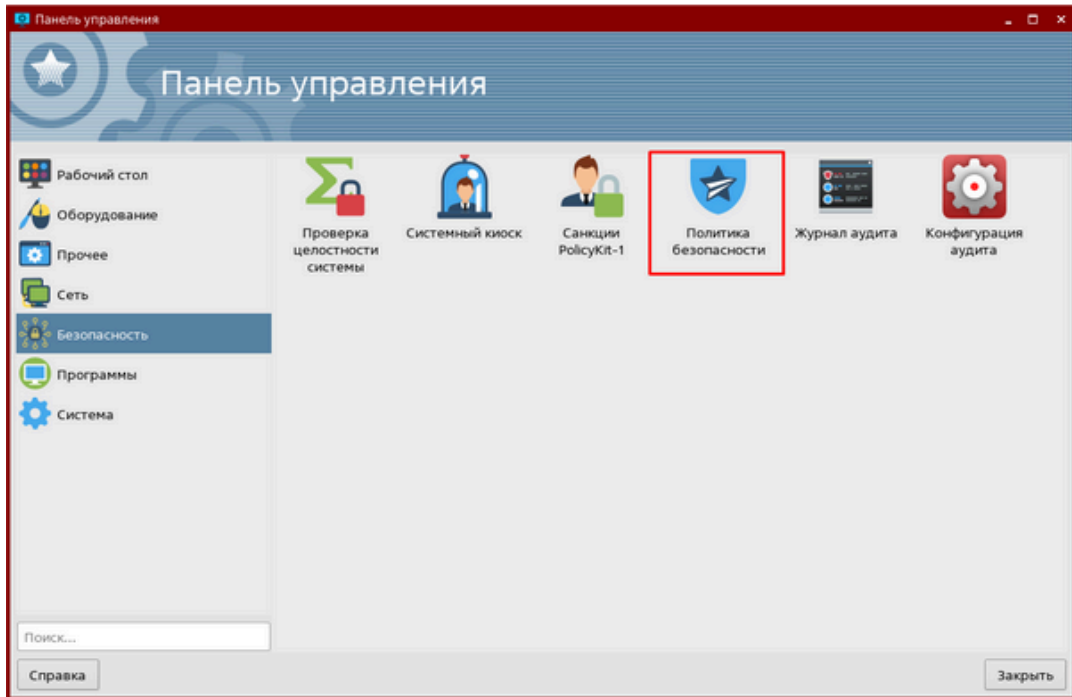 Панель управления
Панель управления
Рабочий стол
Оборудование
Прочее
Сеть
Безопасность
Программы
Система
Проверка
целостности
системы
Системный киоск
Санкции
PolicyKit-1
Политика
безопасности
Журнал аудита
Конфигурация
аудита
Поиск...
Справка
Закрыть